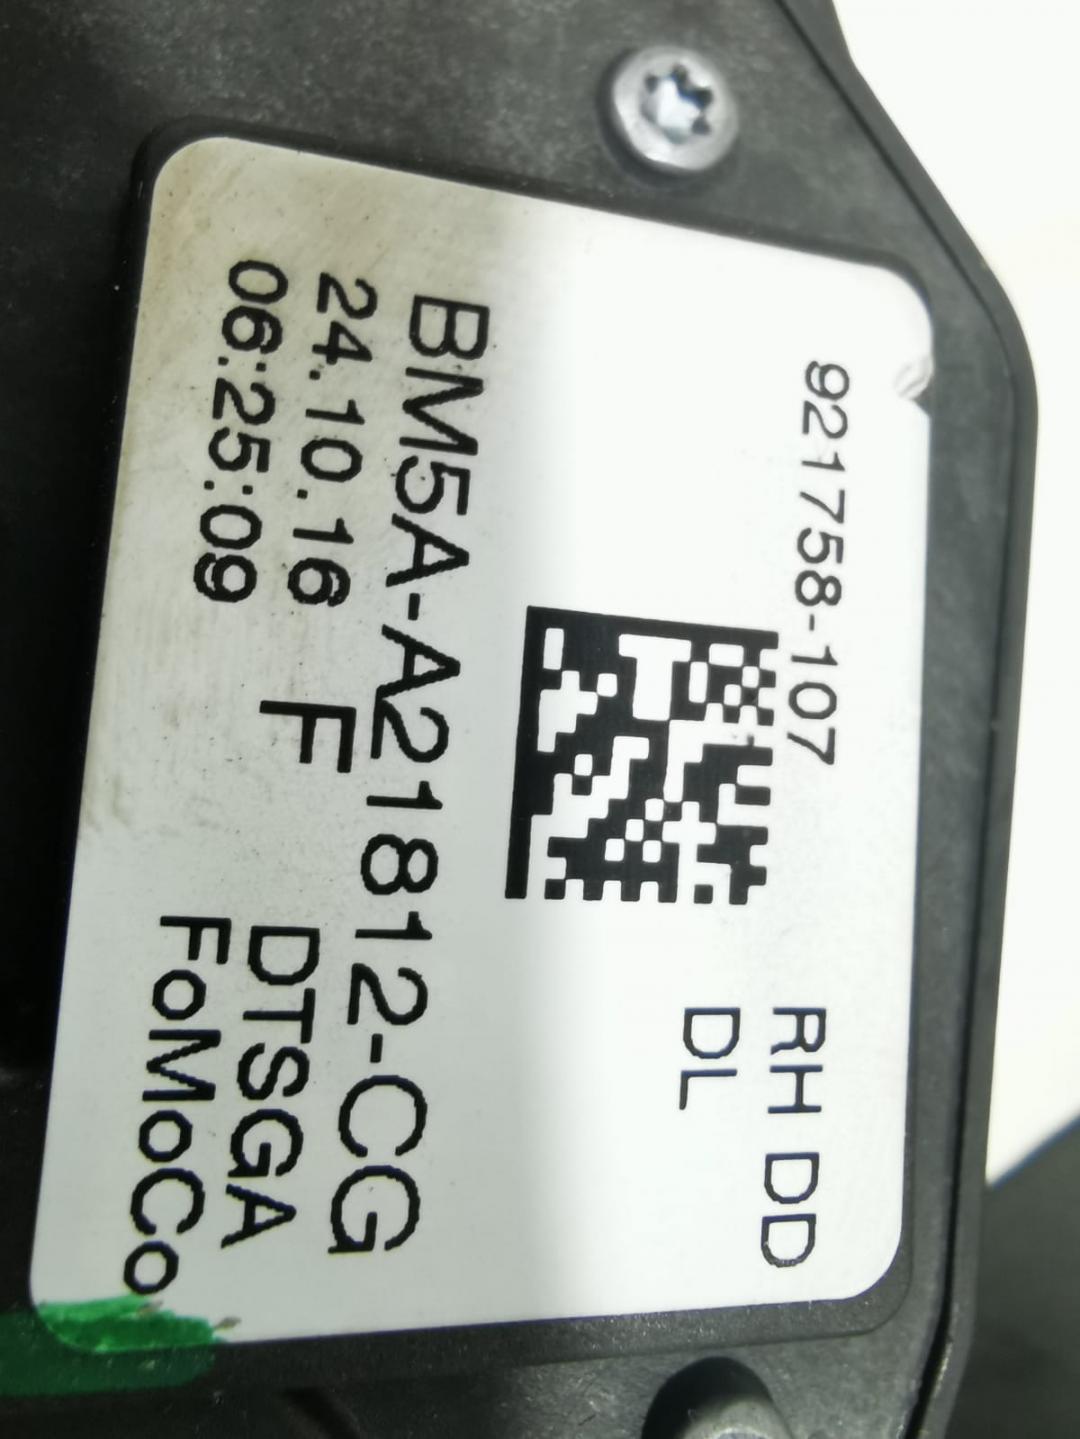 921758-107
RH DD
DL
BM5A-A21812-CG
24.10.16
F
DTSGA
06:25:09
FoMoCo